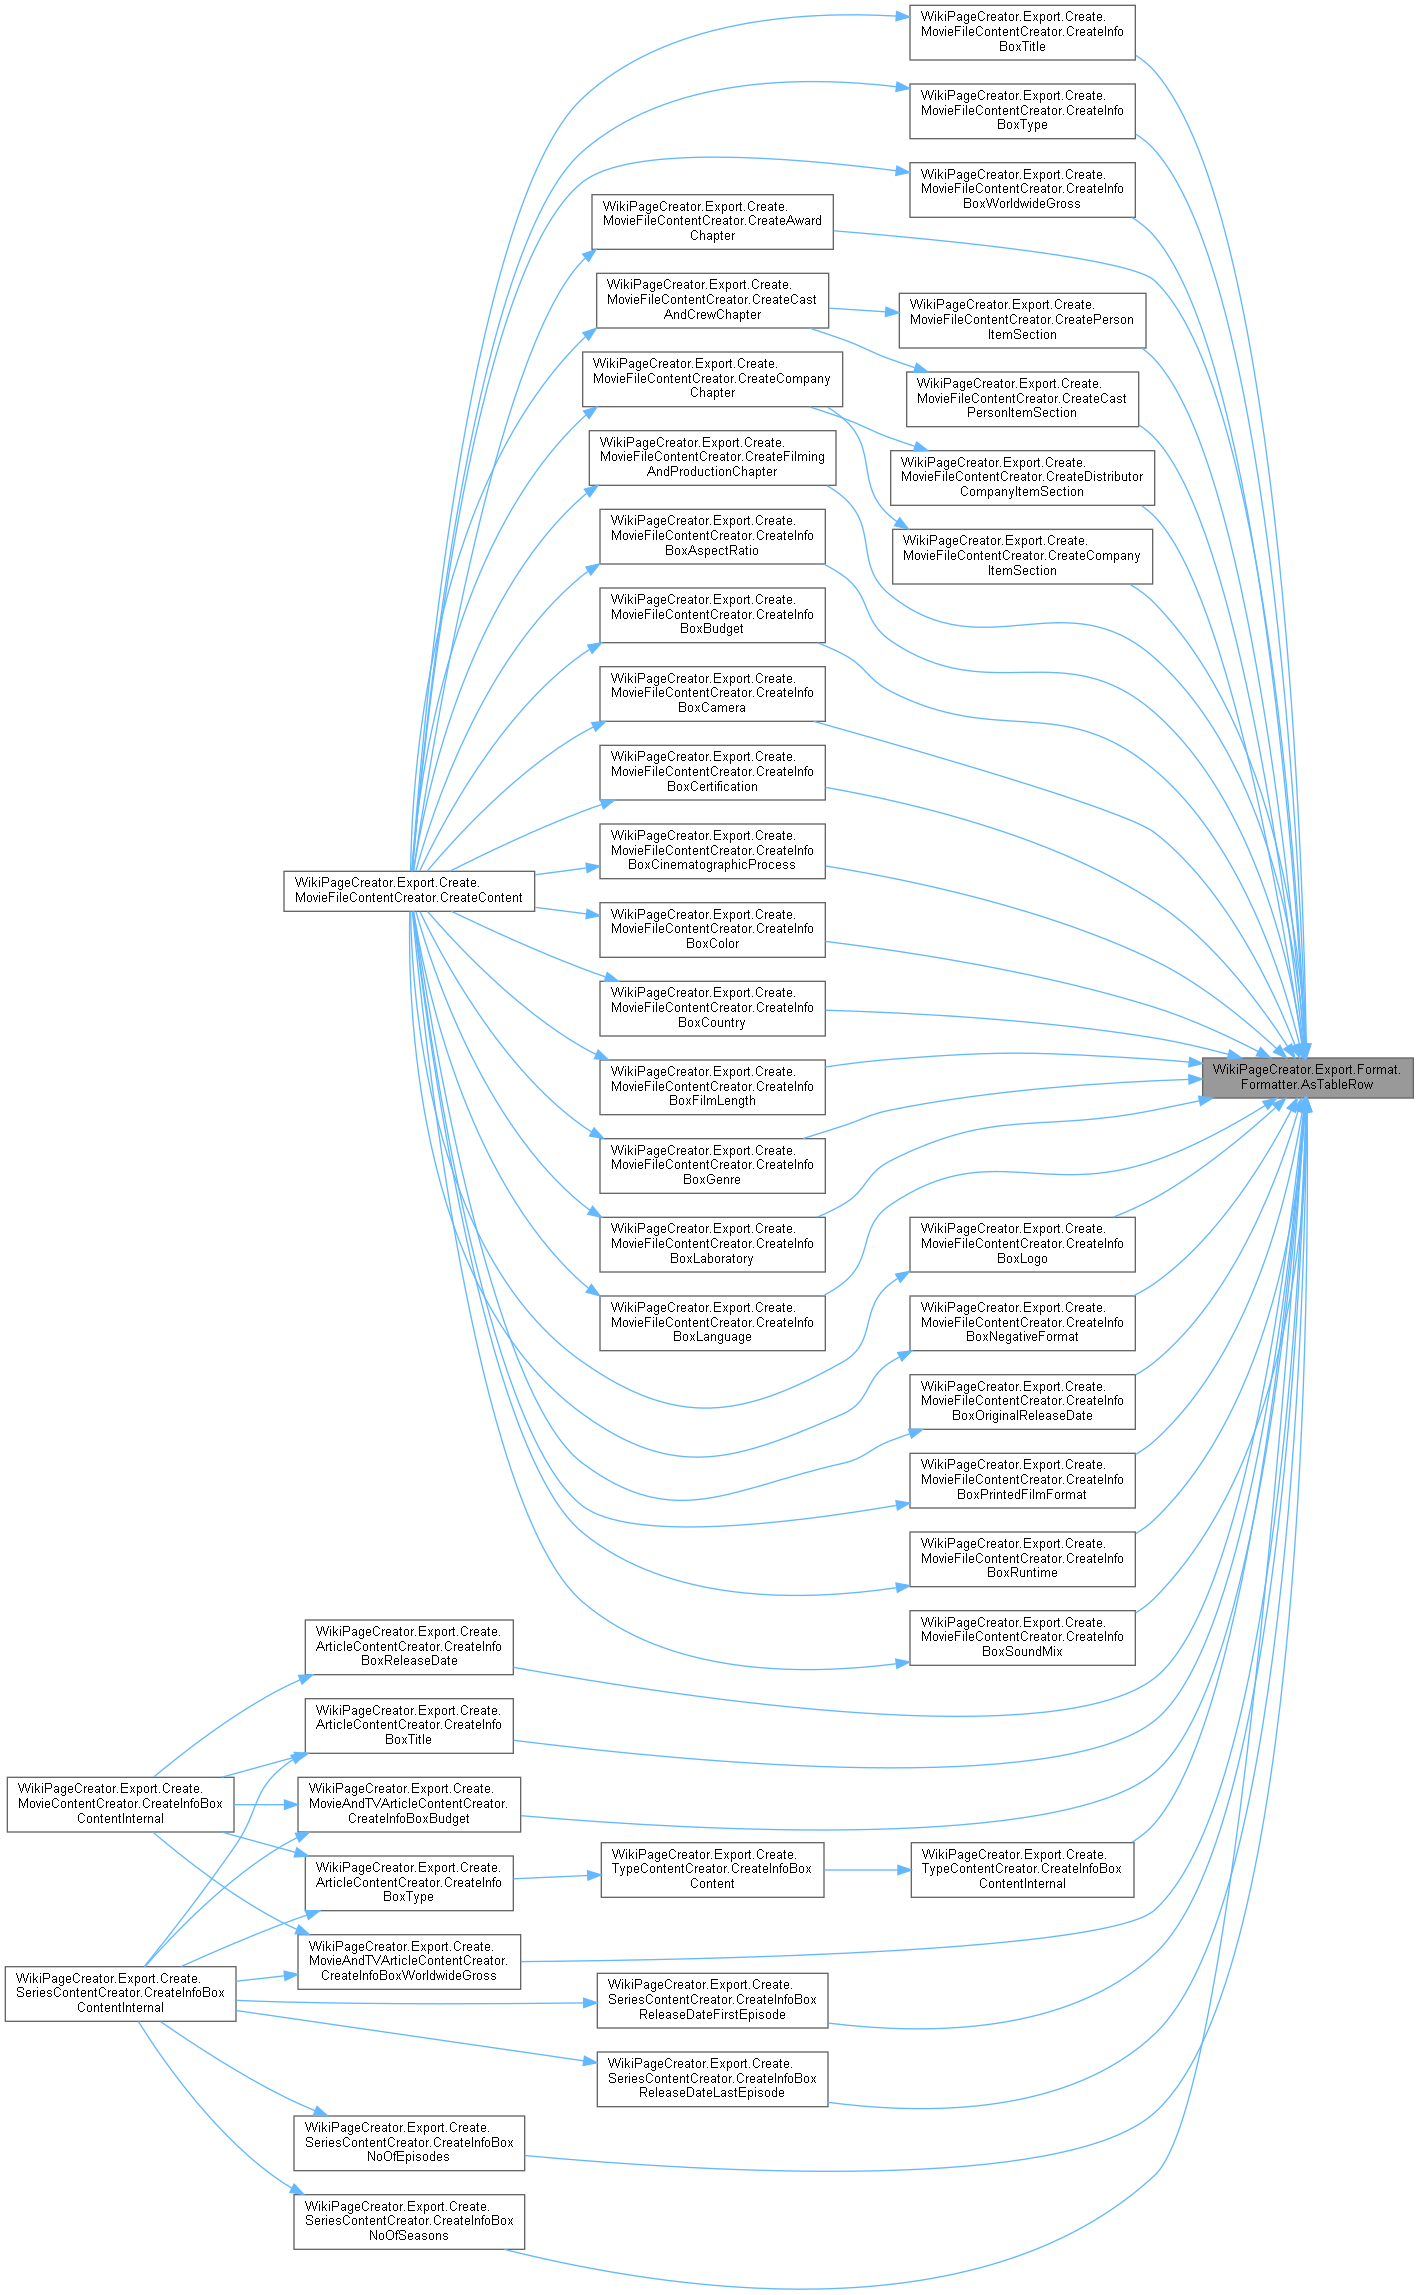 WikiPageCreator.Export.Create.
MovieFileContentCreator.CreateInfo
BoxTitle
WikiPageCreator.Export.Create.
MovieFileContentCreator.CreateInfo
BoxType
WikiPageCreator.Export.Create.
MovieFileContentCreator.CreateInfo
BoxWorldwideGross
WikiPageCreator.Export.Create.
MovieFileContentCreator.CreateAward
Chapter
WikiPageCreator.Export.Create.
MovieFileContentCreator.CreateCast
AndCrewChapter
WikiPageCreator.Export.Create.
MovieFileContentCreator.CreatePerson
ItemSection
WikiPageCreator.Export.Create.
MovieFileContentCreator.CreateCompany
Chapter
WikiPageCreator.Export.Create.
MovieFileContentCreator.CreateCast
PersonItemSection
WikiPageCreator.Export.Create.
MovieFileContentCreator.CreateFilming
AndProductionChapter
WikiPageCreator.Export.Create.
MovieFileContentCreator.CreateDistributor
CompanyItemSection
WikiPageCreator.Export.Create.
MovieFileContentCreator.CreateInfo
BoxAspectRatio
WikiPageCreator.Export.Create.
MovieFileContentCreator.CreateCompany
ItemSection
WikiPageCreator.Export.Create.
MovieFileContentCreator.CreateInfo
BoxBudget
WikiPageCreator.Export.Create.
MovieFileContentCreator.CreateInfo
BoxCamera
WikiPageCreator.Export.Create.
MovieFileContentCreator.CreateInfo
BoxCertification
WikiPageCreator.Export.Create.
MovieFileContentCreator.CreateInfo
BoxCinematographicProcess
WikiPageCreator.Export.Create.
MovieFileContentCreator.CreateContent
WikiPageCreator.Export.Create.
MovieFileContentCreator.CreateInfo
BoxColor
WikiPageCreator.Export.Create.
MovieFileContentCreator.CreateInfo
BoxCountry
WikiPageCreator.Export.Format.
Formatter.AsTableRow
WikiPageCreator.Export.Create.
MovieFileContentCreator.CreateInfo
BoxFilmLength
WikiPageCreator.Export.Create.
MovieFileContentCreator.CreateInfo
BoxGenre
WikiPageCreator.Export.Create.
MovieFileContentCreator.CreateInfo
BoxLaboratory
WikiPageCreator.Export.Create.
MovieFileContentCreator.CreateInfo
BoxLogo
WikiPageCreator.Export.Create.
MovieFileContentCreator.CreateInfo
BoxLanguage
WikiPageCreator.Export.Create.
MovieFileContentCreator.CreateInfo
BoxNegativeFormat
WikiPageCreator.Export.Create.
MovieFileContentCreator.CreateInfo
BoxOriginalReleaseDate
WikiPageCreator.Export.Create.
MovieFileContentCreator.CreateInfo
BoxPrintedFilmFormat
WikiPageCreator.Export.Create.
MovieFileContentCreator.CreateInfo
BoxRuntime
WikiPageCreator.Export.Create.
MovieFileContentCreator.CreateInfo
BoxSoundMix
WikiPageCreator.Export.Create.
ArticleContentCreator.CreateInfo
BoxReleaseDate
WikiPageCreator.Export.Create.
ArticleContentCreator.CreateInfo
BoxTitle
WikiPageCreator.Export.Create.
MovieContentCreator.CreateInfoBox
ContentInternal
WikiPageCreator.Export.Create.
MovieAndTVArticleContentCreator.
CreateInfoBoxBudget
WikiPageCreator.Export.Create.
ArticleContentCreator.CreateInfo
BoxType
WikiPageCreator.Export.Create.
TypeContentCreator.CreateInfoBox
Content
WikiPageCreator.Export.Create.
TypeContentCreator.CreateInfoBox
ContentInternal
WikiPageCreator.Export.Create.
MovieAndTVArticleContentCreator.
CreateInfoBoxWorldwideGross
WikiPageCreator.Export.Create.
SeriesContentCreator.CreateInfoBox
ContentInternal
WikiPageCreator.Export.Create.
SeriesContentCreator.CreateInfoBox
ReleaseDateFirstEpisode
WikiPageCreator.Export.Create.
SeriesContentCreator.CreateInfoBox
ReleaseDateLastEpisode
WikiPageCreator.Export.Create.
SeriesContentCreator.CreateInfoBox
NoOfEpisodes
WikiPageCreator.Export.Create.
SeriesContentCreator.CreateInfoBox
NoOfSeasons